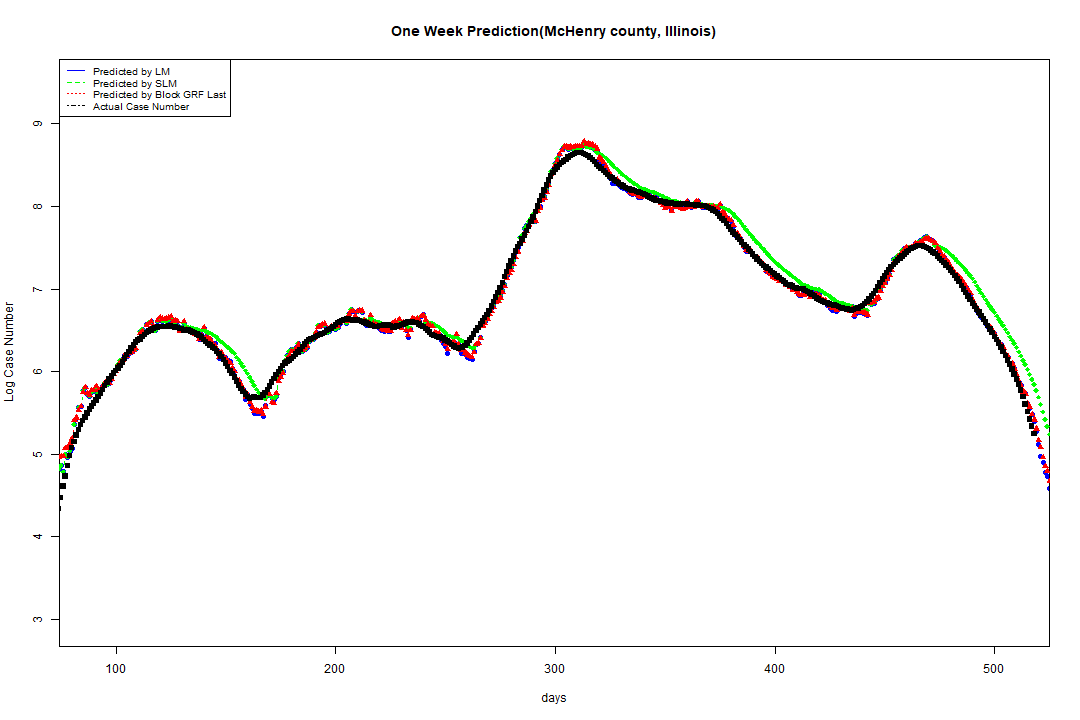 One Week Prediction(McHenry county, Illinois)
Predicted by LM
Predicted by SLM
Predicted by Block GRF Last
Actual Case Number
9
8
7
6
5
4
3
Log Case Number
100 200 300 400 500
days